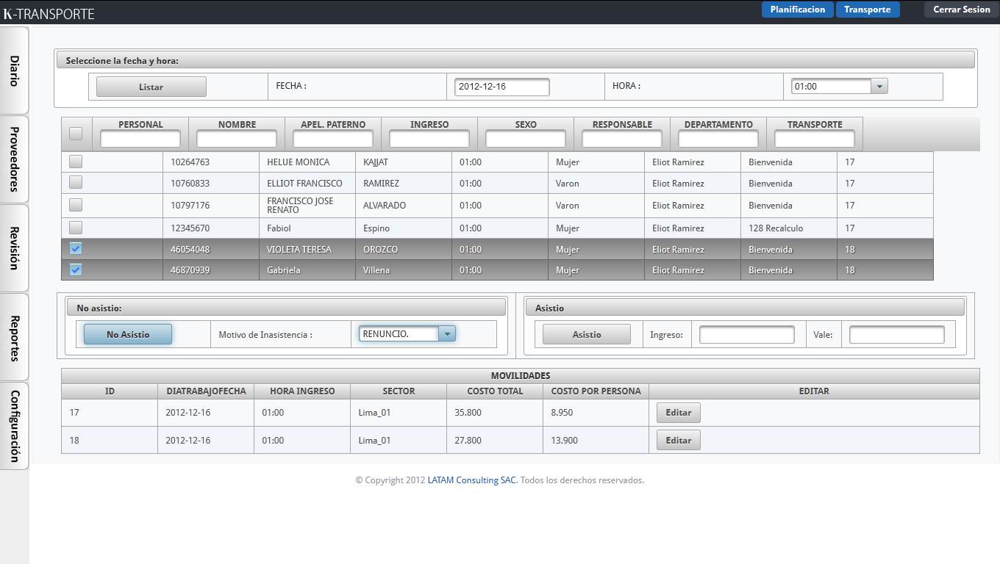 K-TRANSPORTE
Planificacion
Transporte
Cerrar Sesion
Diario
Proveedores
Revisión
Reportes
Configuración
Seleccione la fecha y hora:
Listar FECHA : 2012-12-16 HORA : 01:00
PERSONAL NOMBRE APEL. PATERNO INGRESO SEXO RESPONSABLE DEPARTAMENTO TRANSPORTE
10264763 HELUE MONICA KAJJAT 01:00 Mujer Eliot Ramirez Bienvenida 17
10760833 ELLIOT FRANCISCO RAMIREZ 01:00 Varon Eliot Ramirez Bienvenida 17
10797176 FRANCISCO JOSE RENATO ALVARADO 01:00 Varon Eliot Ramirez Bienvenida 17
12345670 Fabiol Espino 01:00 Mujer Eliot Ramirez 128 Recalculo 17
46054048 VIOLETA TERESA OROZCO 01:00 Mujer Eliot Ramirez Bienvenida 18
46870939 Gabriela Villena 01:00 Mujer Eliot Ramirez Bienvenida 18
No asistio:
No Asistio Motivo de Inasistencia : RENUNCIO.
Asistio
Asistio Ingreso: Vale:
MOVILIDADES
ID DIATRABAJOFECHA HORA INGRESO SECTOR COSTO TOTAL COSTO POR PERSONA EDITAR
17 2012-12-16 01:00 Lima_01 35.800 8.950 Editar
18 2012-12-16 01:00 Lima_01 27.800 13.900 Editar
© Copyright 2012 LATAM Consulting SAC. Todos los derechos reservados.